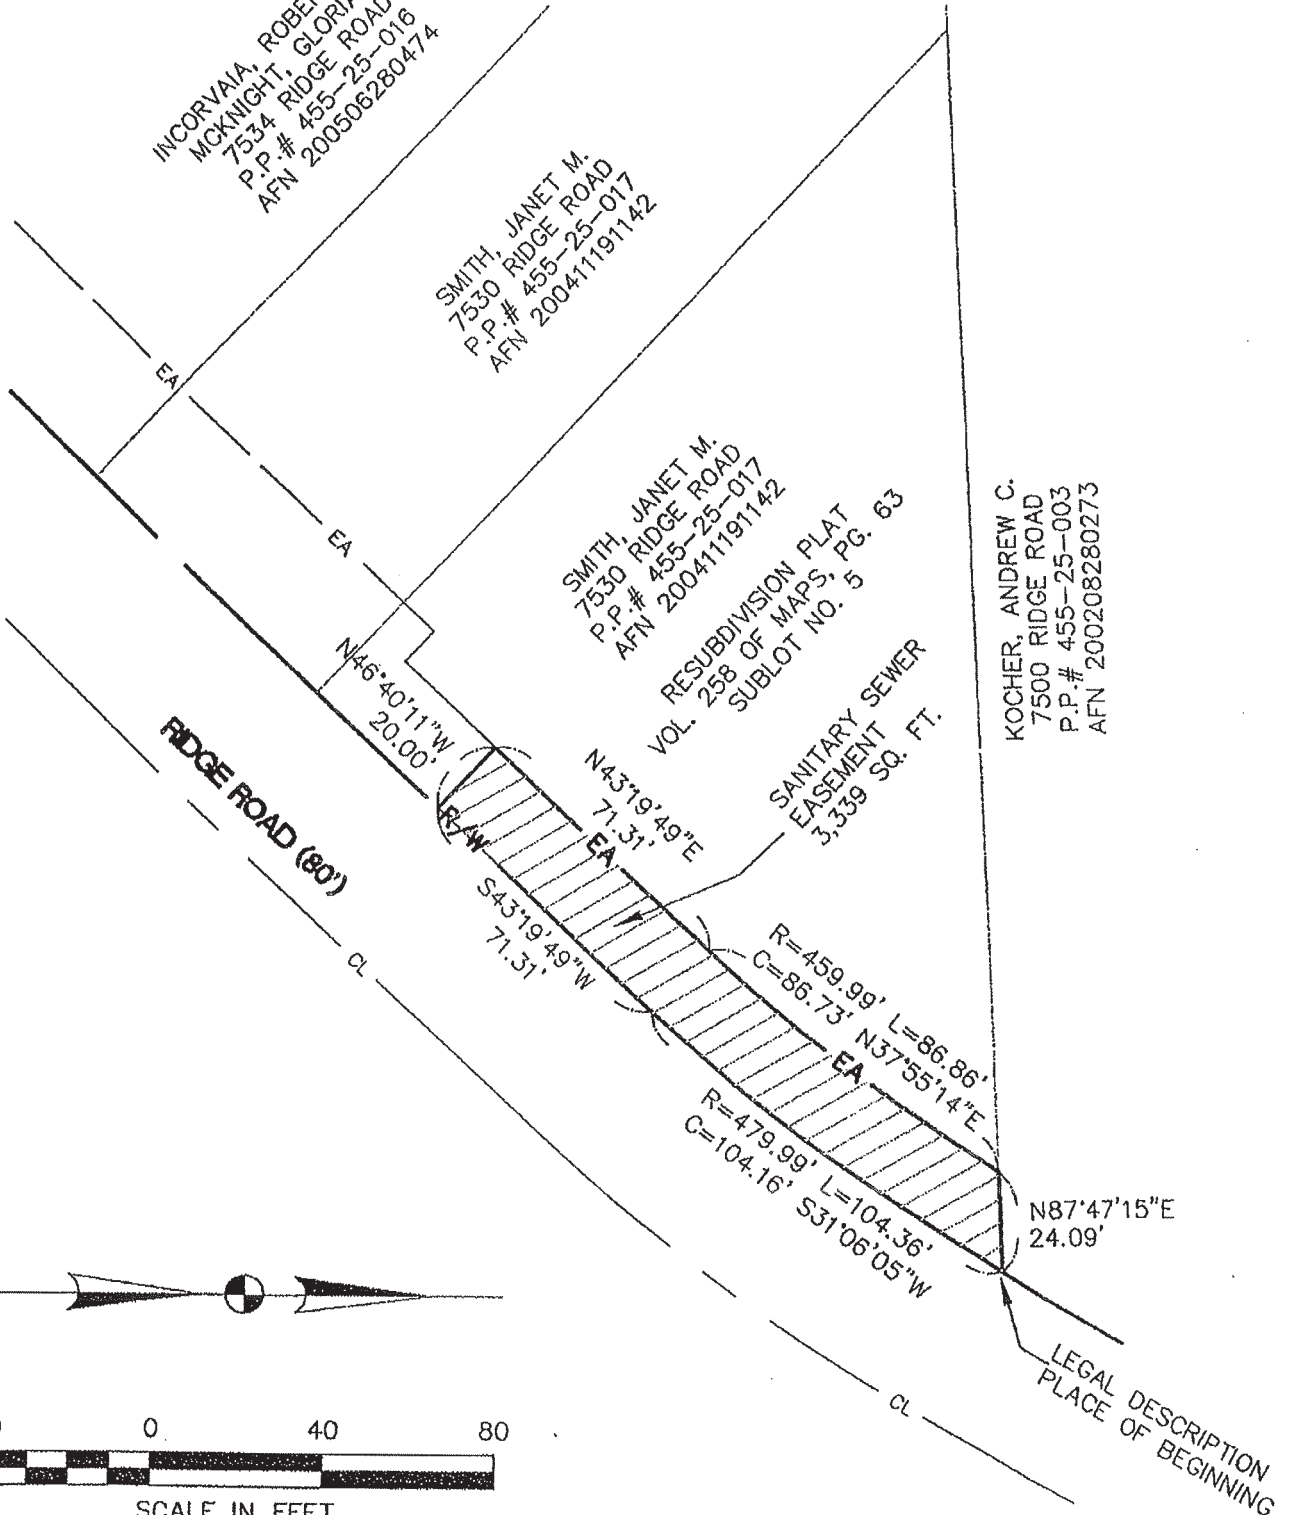 INCORVAIA,
MCKNIGHT, GLORIA
7534 RIDGE ROAD
P.P.# 455-25-016
AFN 200506280474
SMITH, JANET M.
7530 RIDGE ROAD
P.P.# 455-25-017
AFN 200411191142
SMITH, JANET M.
7530 RIDGE ROAD
P.P.# 455-25-017
AFN 200411191142
RESUBDIVISION PLAT
VOL. 258 OF MAPS, PG. 63
SUBLOT NO. 5
SANITARY SEWER
EASEMENT
3,339 SQ. FT.
KOCHER, ANDREW C.
7500 RIDGE ROAD
P.P.# 455-25-003
AFN 200208280273
EA
EA
N46°40'11"W
20.00'
RIDGE ROAD (80')
R/W
EA
N43°19'49"E
71.31'
S43°19'49"W
71.31'
CL
R=459.99' L=86.86'
C=86.73' N37°55'14"E
EA
R=479.99' L=104.36'
C=104.16' S31°06'05"W
N87°47'15"E
24.09'
LEGAL DESCRIPTION
PLACE OF BEGINNING
CL
0 40 80
SCALE IN FEET